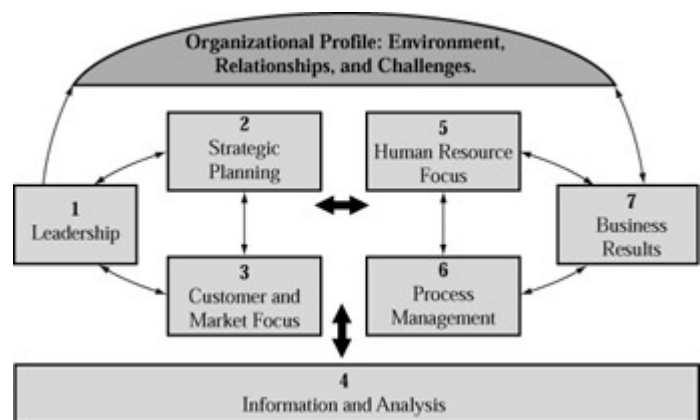 Organizational Profile: Environment,
Relationships, and Challenges.
2
Strategic
Planning
5
Human Resource
Focus
1
Leadership
7
Business
Results
3
Customer and
Market Focus
6
Process
Management
4
Information and Analysis